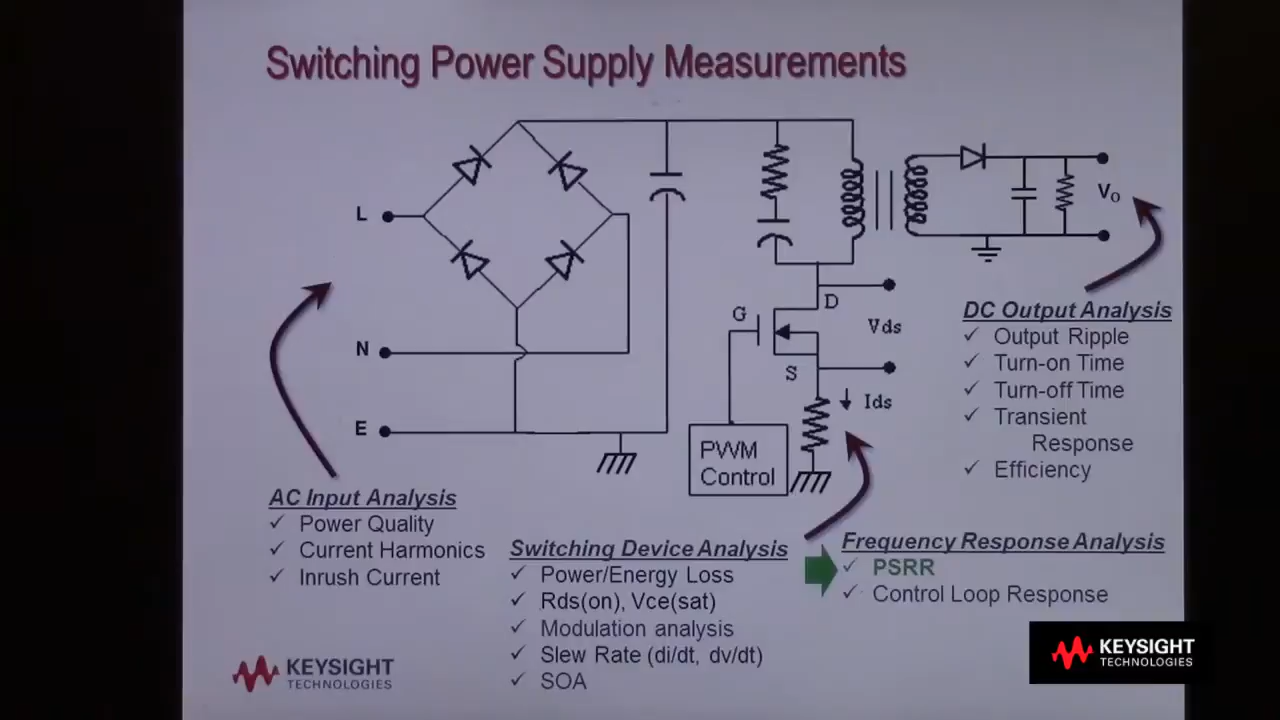 Switching Power Supply Measurements
L
N
E
G
D
S
Vds
Ids
Vo
PWM
Control
DC Output Analysis
✓ Output Ripple
✓ Turn-on Time
✓ Turn-off Time
✓ Transient
Response
✓ Efficiency
AC Input Analysis
✓ Power Quality
✓ Current Harmonics
✓ Inrush Current
Switching Device Analysis
✓ Power/Energy Loss
✓ Rds(on), Vce(sat)
✓ Modulation analysis
✓ Slew Rate (di/dt, dv/dt)
✓ SOA
Frequency Response Analysis
✓ PSRR
✓ Control Loop Response
KEYSIGHT
TECHNOLOGIES
KEYSIGHT
TECHNOLOGIES